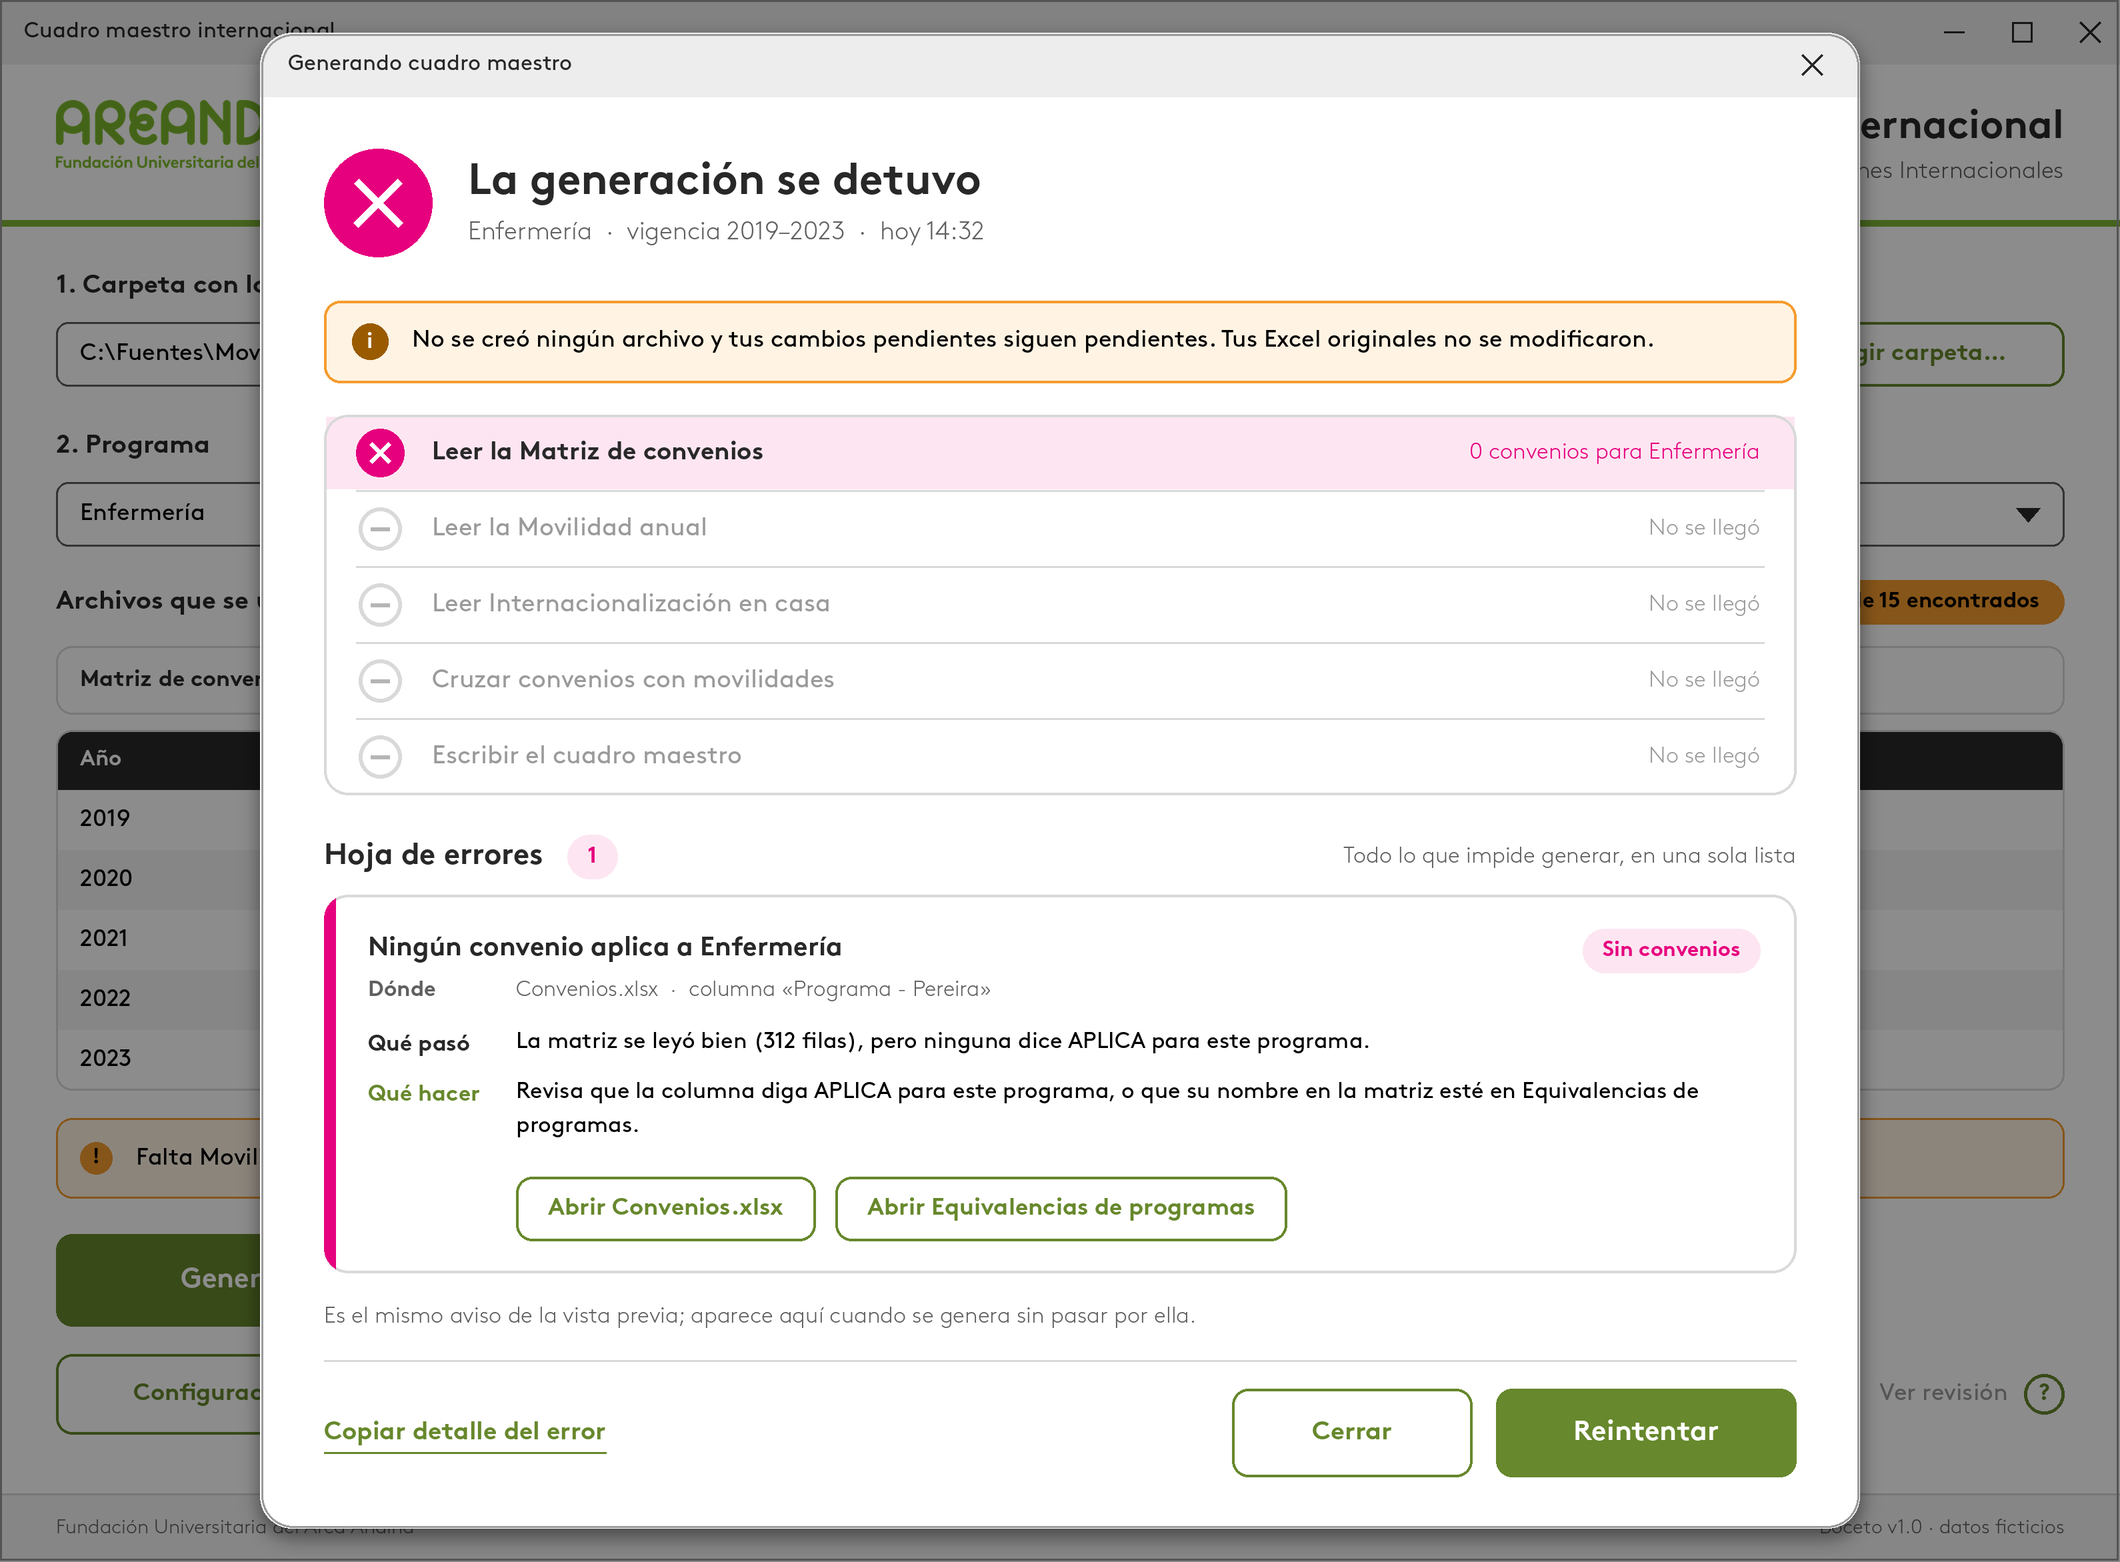 Cuadro maestro internacional
Generando cuadro maestro
AREAND
Fundación Universitaria del
ernacional
nes Internacionales
La generación se detuvo
Enfermería · vigencia 2019–2023 · hoy 14:32
1. Carpeta con lo
C:\Fuentes\Mov
gir carpeta...
No se creó ningún archivo y tus cambios pendientes siguen pendientes. Tus Excel originales no se modificaron.
2. Programa
Enfermería
Leer la Matriz de convenios
0 convenios para Enfermería
Leer la Movilidad anual
No se llegó
Archivos que se u
de 15 encontrados
Leer Internacionalización en casa
No se llegó
Matriz de conven
Cruzar convenios con movilidades
No se llegó
Año
Escribir el cuadro maestro
No se llegó
2019
2020
2021
2022
2023
Hoja de errores 1
Todo lo que impide generar, en una sola lista
Ningún convenio aplica a Enfermería
Sin convenios
Dónde Convenios.xlsx · columna «Programa - Pereira»
Qué pasó La matriz se leyó bien (312 filas), pero ninguna dice APLICA para este programa.
Qué hacer Revisa que la columna diga APLICA para este programa, o que su nombre en la matriz esté en Equivalencias de
programas.
Falta Movil
Abrir Convenios.xlsx
Abrir Equivalencias de programas
Gener
Es el mismo aviso de la vista previa; aparece aquí cuando se genera sin pasar por ella.
Configurac
Ver revisión ?
Copiar detalle del error
Cerrar
Reintentar
Fundación Universitaria del Área Andina
Boceto v1.0 · datos ficticios